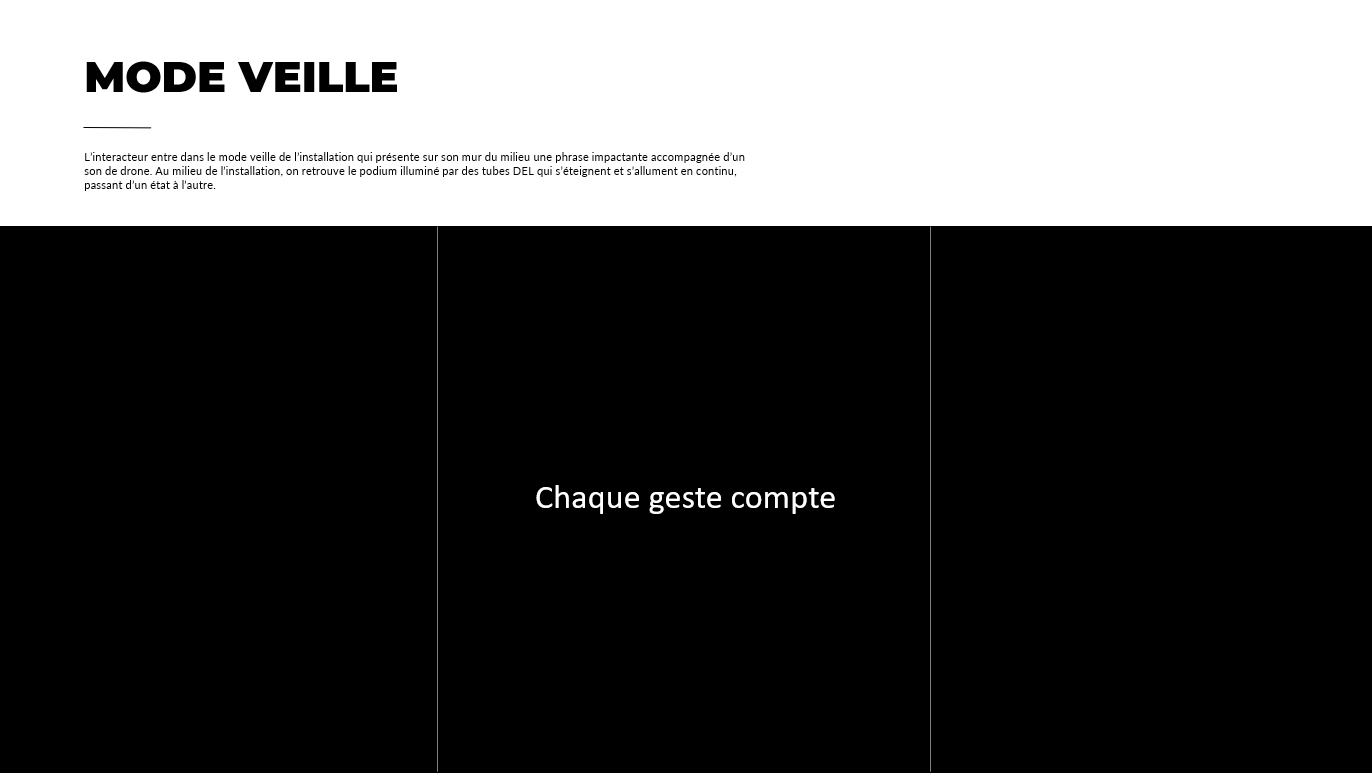 MODE VEILLE
L'interacteur entre dans le mode veille de l'installation qui présente sur son mur du milieu une phrase impactante accompagnée d'un
son de drone. Au milieu de l'installation, on retrouve le podium illuminé par des tubes DEL qui s'éteignent et s'allument en continu,
passant d'un état à l'autre.
Chaque geste compte